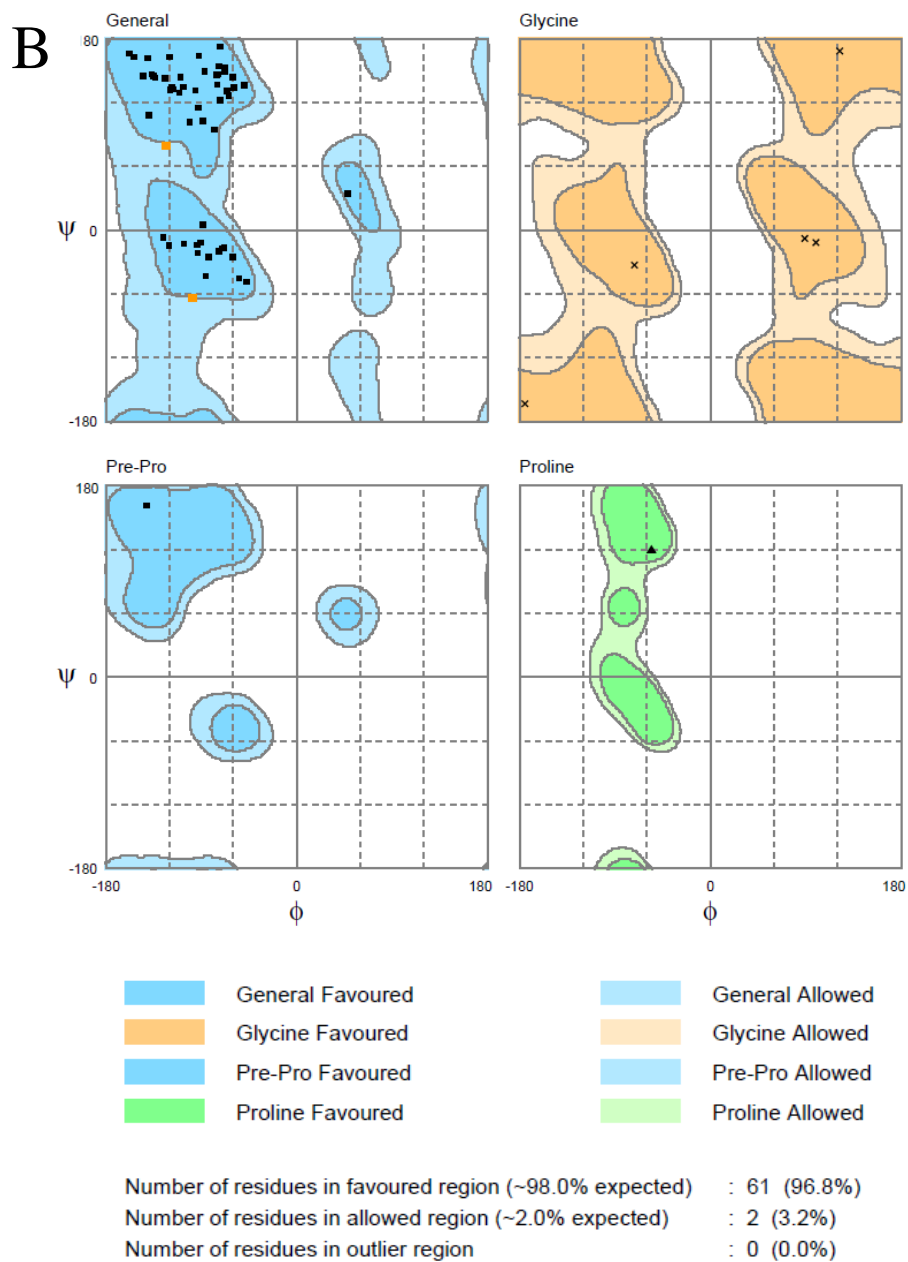 B
General
Glycine
80
ψ
0
-180
Pre-Pro
Proline
180
ψ
0
-180
-180 0 180 -180 0 180
ϕ ϕ
General Favoured General Allowed
Glycine Favoured Glycine Allowed
Pre-Pro Favoured Pre-Pro Allowed
Proline Favoured Proline Allowed
Number of residues in favoured region (~98.0% expected) : 61 (96.8%)
Number of residues in allowed region (~2.0% expected) : 2 (3.2%)
Number of residues in outlier region : 0 (0.0%)